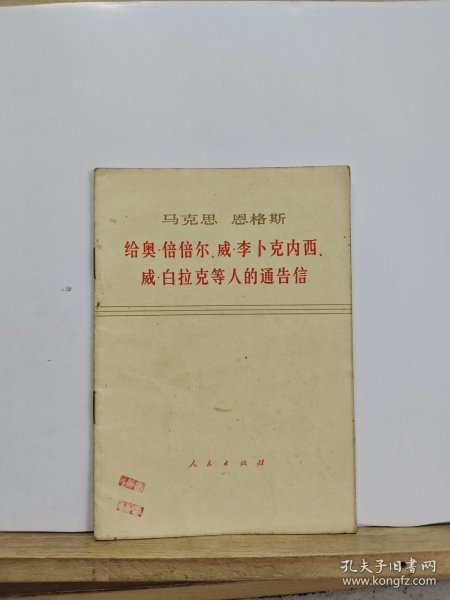 马克思 恩格斯
给奥·倍倍尔、威·李卜克内西、
威·白拉克等人的通告信
人民出版社
孔夫子旧书网
www.kongfz.com